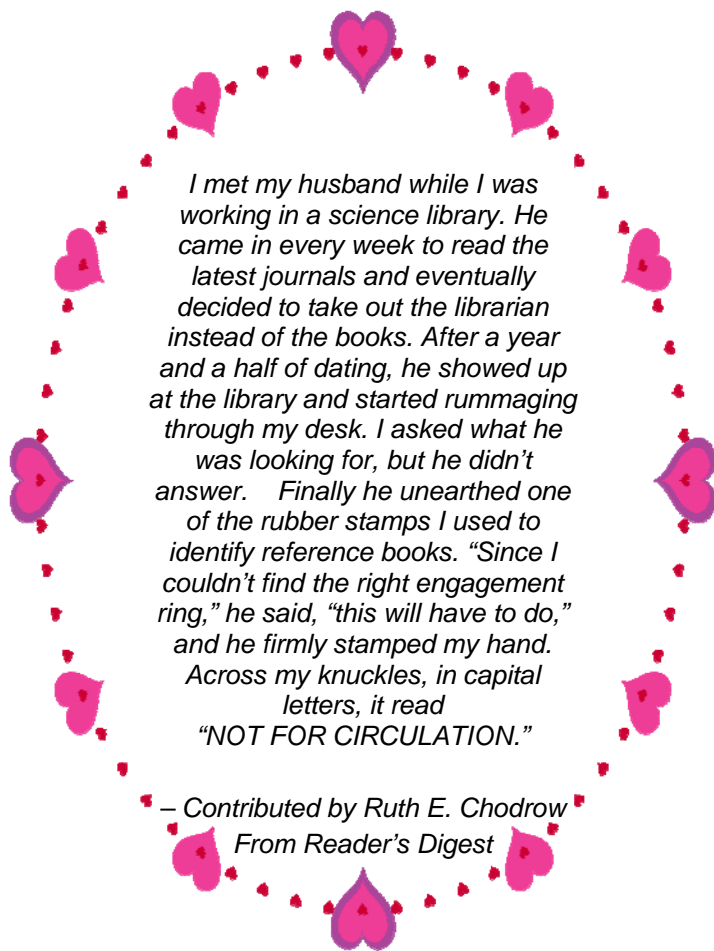 I met my husband while I was
working in a science library. He
came in every week to read the
latest journals and eventually
decided to take out the librarian
instead of the books. After a year
and a half of dating, he showed up
at the library and started rummaging
through my desk. I asked what he
was looking for, but he didn’t
answer.    Finally he unearthed one
of the rubber stamps I used to
identify reference books. “Since I
couldn’t find the right engagement
ring,” he said, “this will have to do,”
and he firmly stamped my hand.
Across my knuckles, in capital
letters, it read
“NOT FOR CIRCULATION.”
– Contributed by Ruth E. Chodrow
From Reader’s Digest